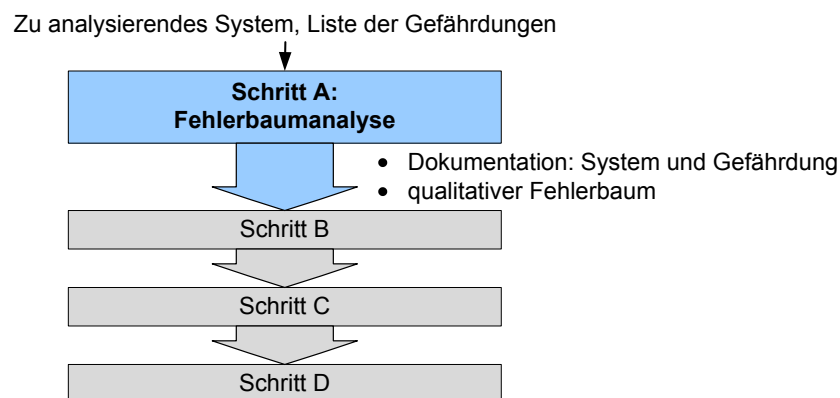 Zu analysierendes System, Liste der Gefährdungen
Schritt A:
Fehlerbaumanalyse
• Dokumentation: System und Gefährdung
• qualitativer Fehlerbaum
Schritt B
Schritt C
Schritt D